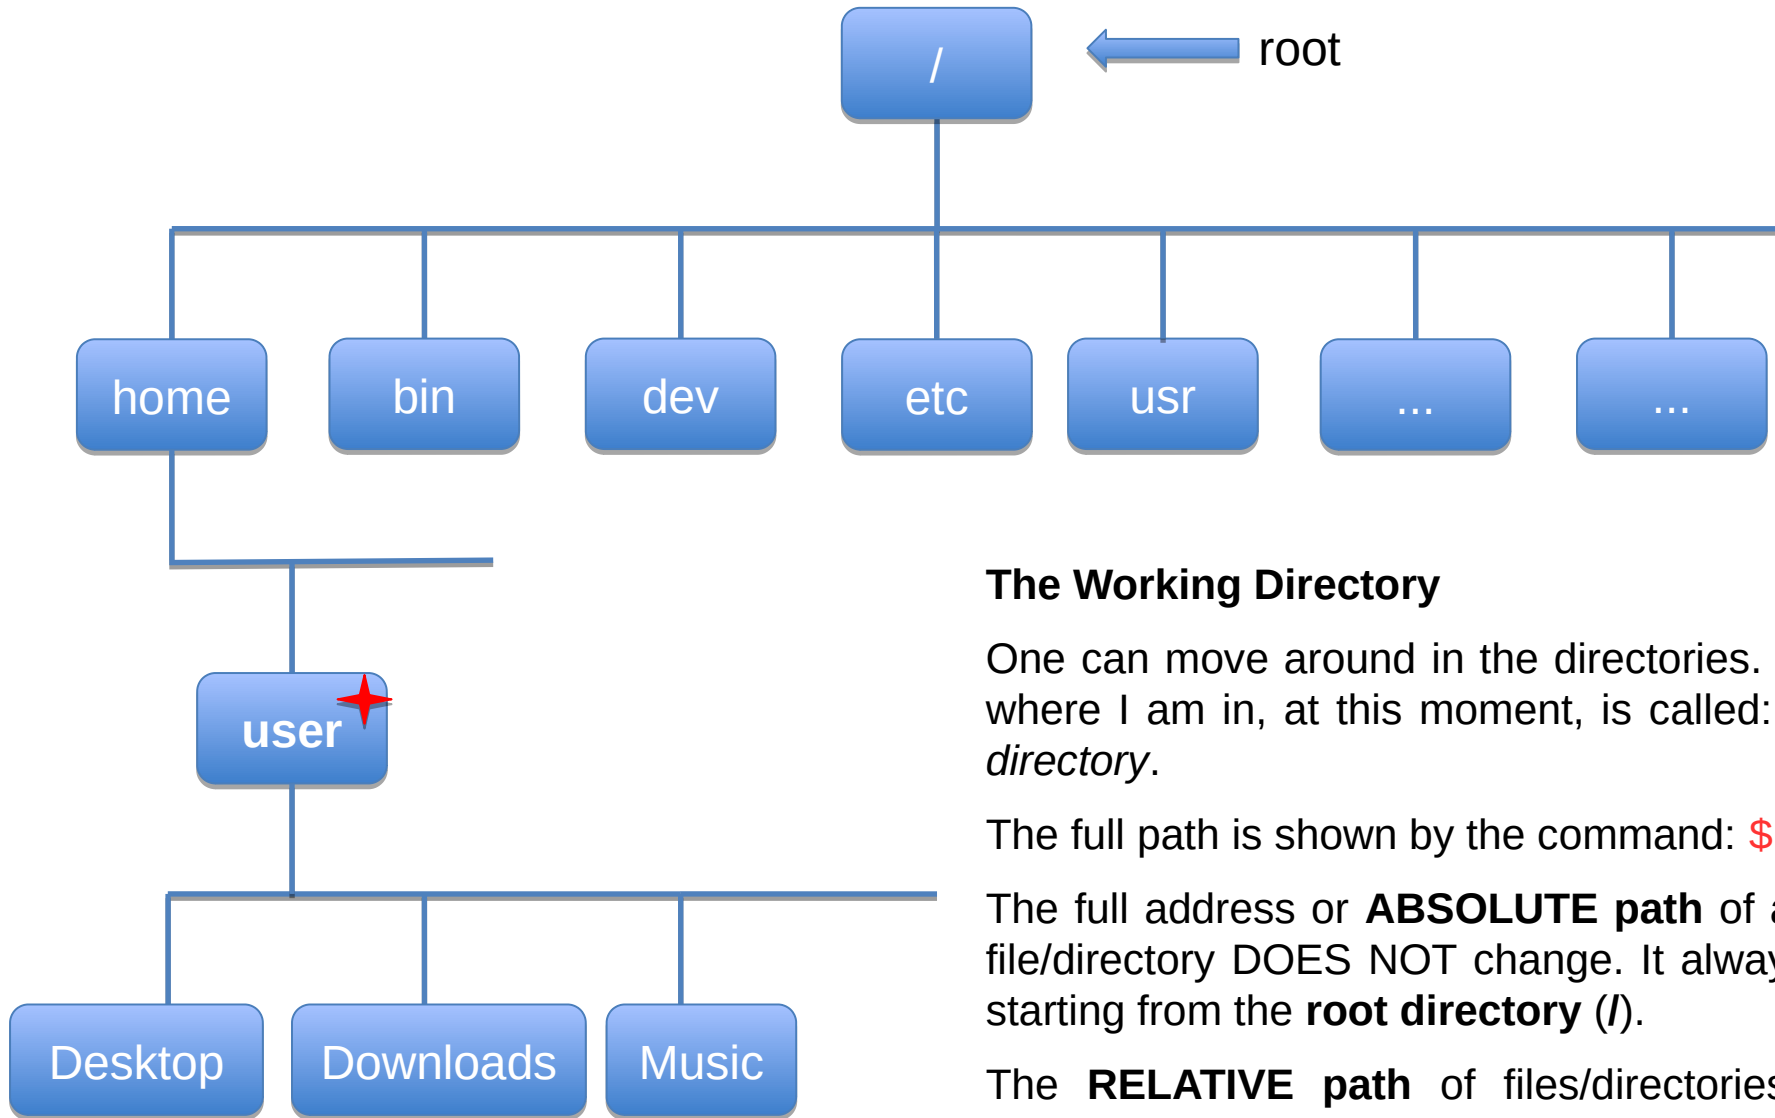 /
root
home
bin
dev
etc
usr
...
...
user
The Working Directory
One can move around in the directories.
where I am in, at this moment, is called:
directory.
The full path is shown by the command: $
The full address or ABSOLUTE path of a
file/directory DOES NOT change. It alway
starting from the root directory (/).
The RELATIVE path of files/directories
Desktop
Downloads
Music